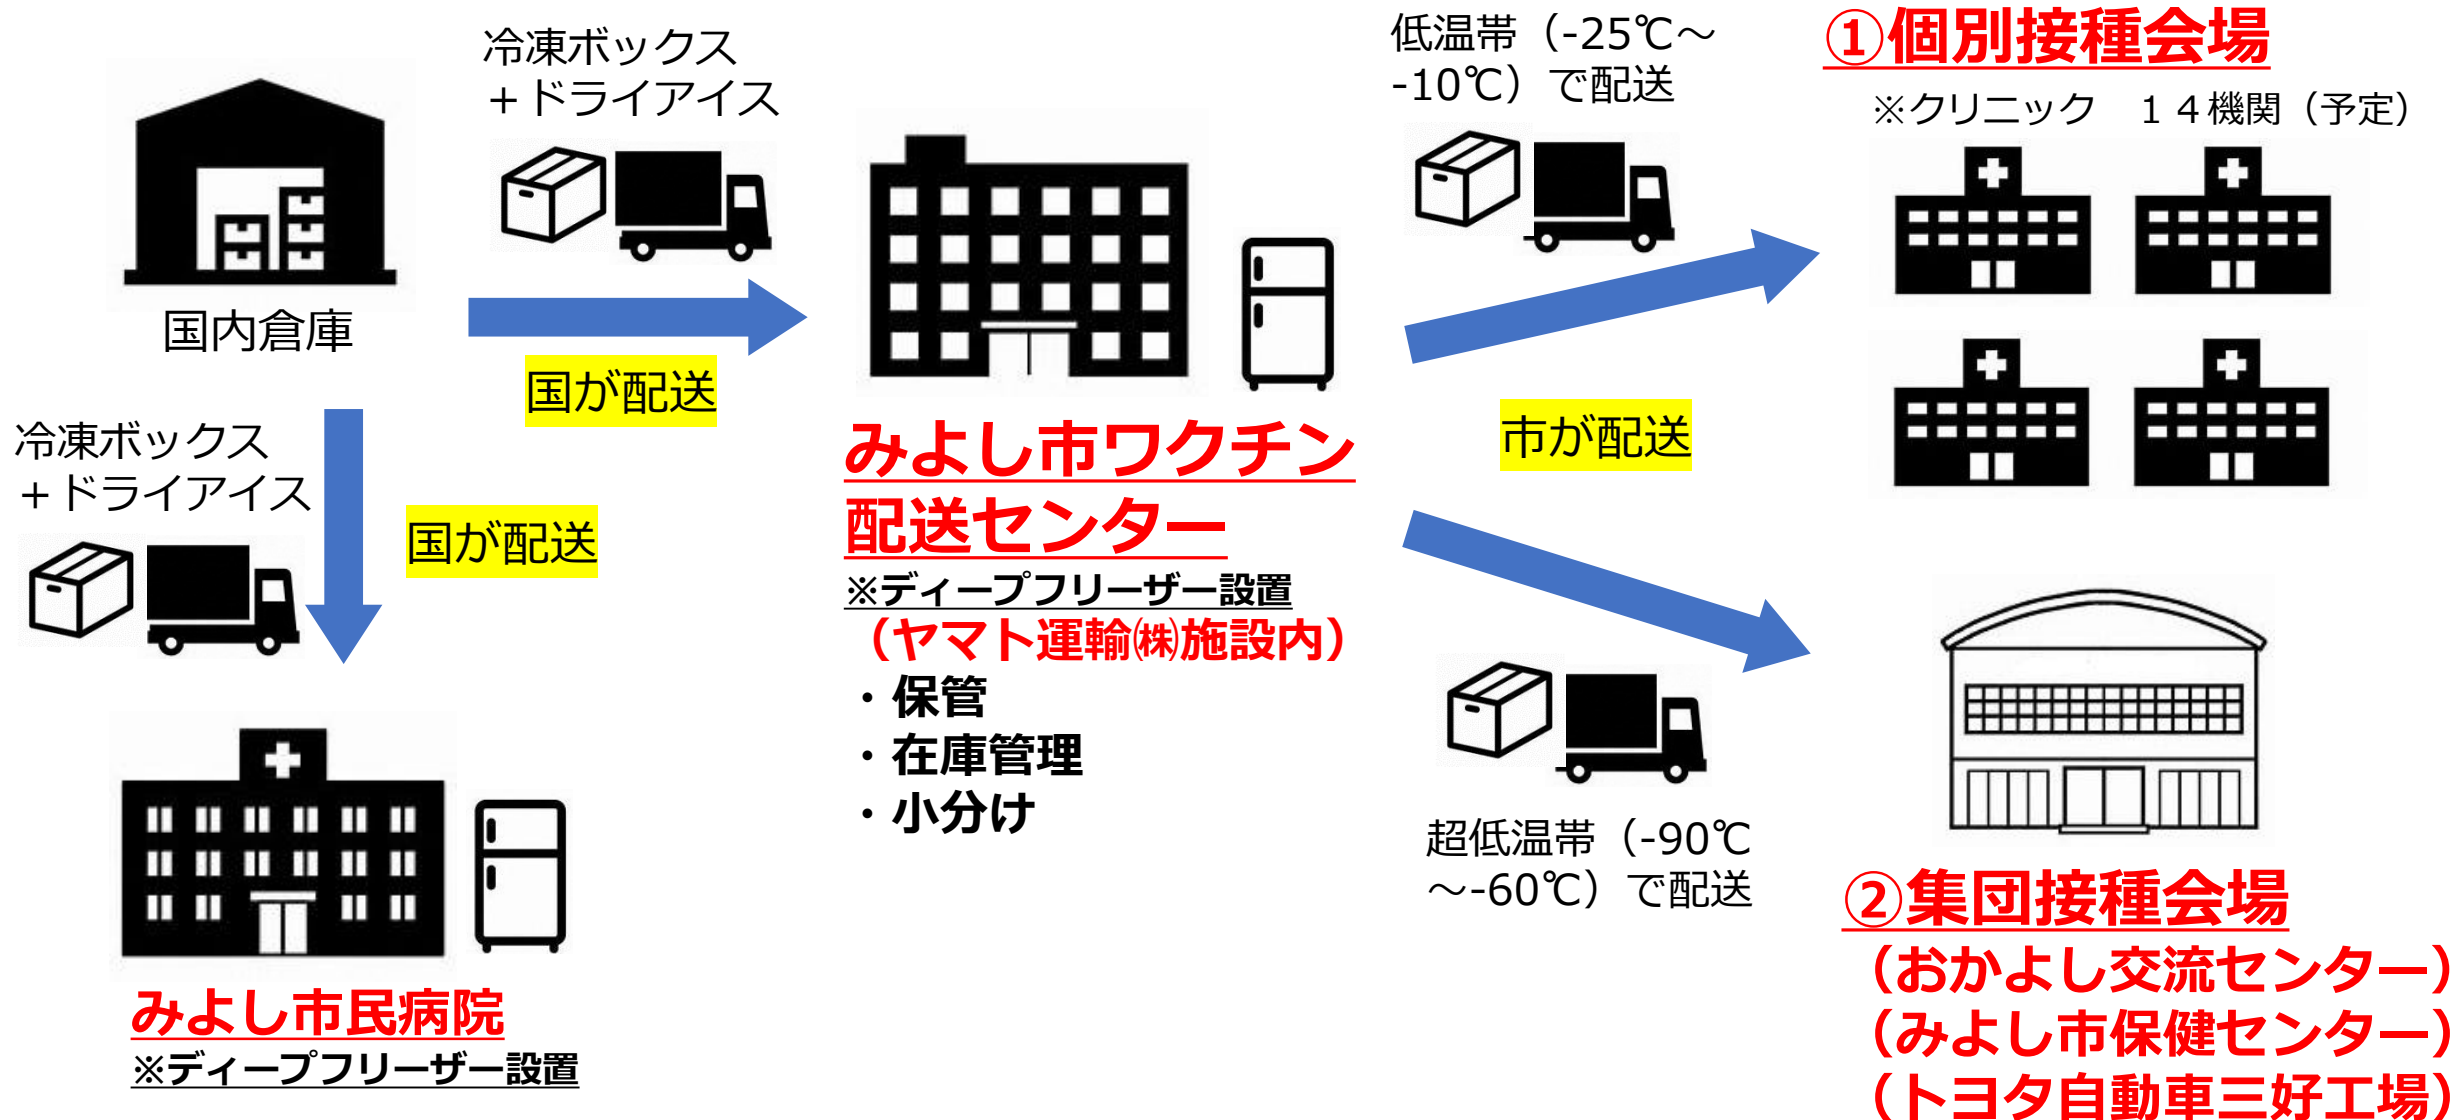 冷凍ボックス
＋ドライアイス
国内倉庫
国が配送
冷凍ボックス
＋ドライアイス
国が配送
みよし市民病院
※ディープフリーザー設置
みよし市ワクチン
配送センター
※ディープフリーザー設置
（ヤマト運輸㈱施設内）
・保管
・在庫管理
・小分け
低温帯（-25℃～
-10℃）で配送
市が配送
超低温帯（-90℃
～-60℃）で配送
①個別接種会場
※クリニック　１４機関（予定）
②集団接種会場
（おかよし交流センター）
（みよし市保健センター）
（トヨタ自動車三好工場）